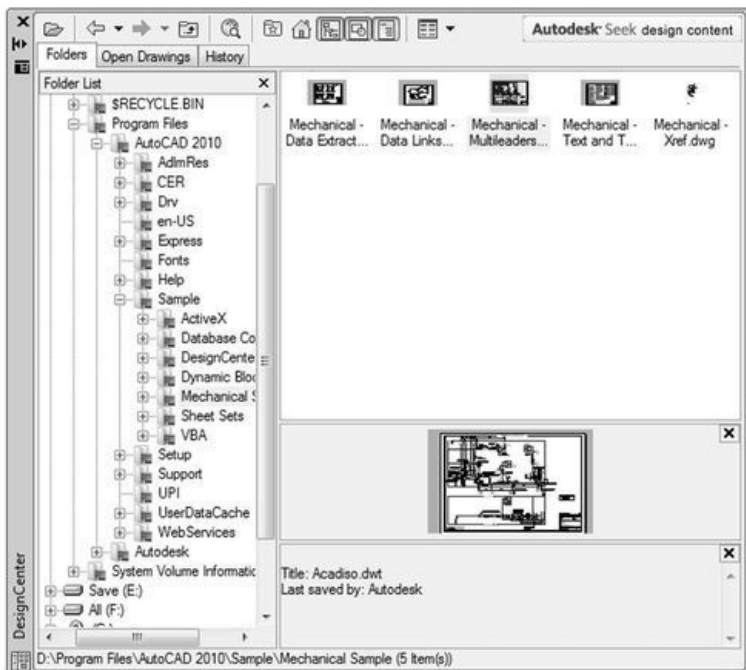 Autodesk® Seek design content
Folders
Open Drawings
History
Folder List
$RECYCLE.BIN
Program Files
AutoCAD 2010
AdlmRes
CER
Drv
en-US
Express
Fonts
Help
Sample
ActiveX
Database Co
DesignCente
Dynamic Bloc
Mechanical S
Sheet Sets
VBA
Setup
Support
UPI
UserDataCache
WebServices
Autodesk
System Volume Informatic
Save (E:)
All (F:)
Mechanical -
Data Extract...
Mechanical -
Data Links...
Mechanical -
Multileaders...
Mechanical -
Text and T...
Mechanical -
Xref.dwg
Title: Acadiso.dwt
Last saved by: Autodesk
DesignCenter
D:\Program Files\AutoCAD 2010\Sample\Mechanical Sample (5 Item(s))